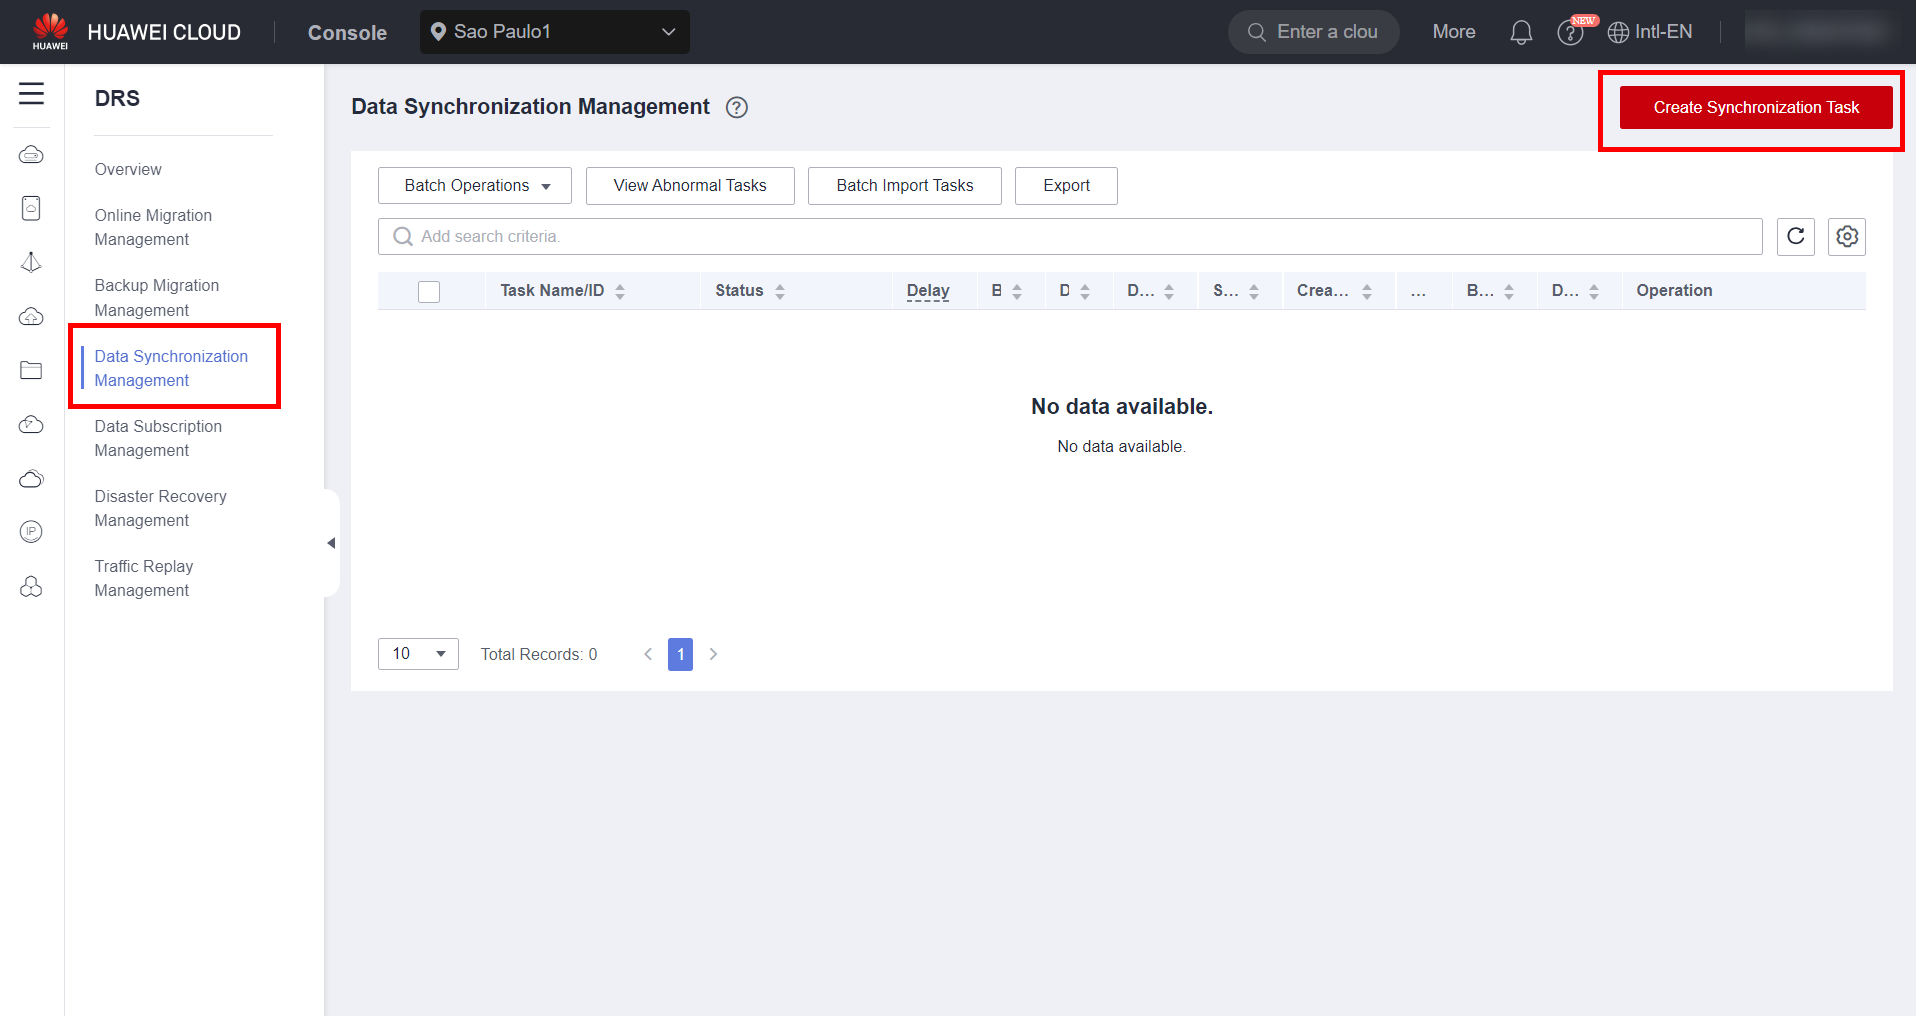 HUAWEI
HUAWEI CLOUD
Console
Sao Paulo1
Enter a clou
More
NEW
Intl-EN
DRS
Overview
Online Migration
Management
Backup Migration
Management
Data Synchronization
Management
Data Subscription
Management
Disaster Recovery
Management
Traffic Replay
Management
IP
Data Synchronization Management ?
Create Synchronization Task
Batch Operations
View Abnormal Tasks
Batch Import Tasks
Export
Add search criteria.
Task Name/ID Status Delay B D D... S... Crea... ... B... D... Operation
No data available.
No data available.
10
Total Records: 0
1